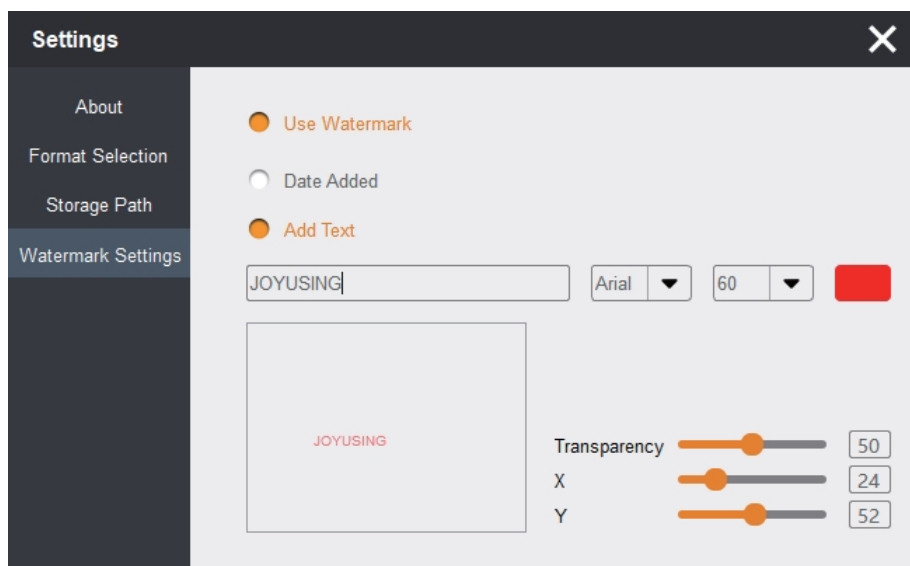 Settings
About
Format Selection
Storage Path
Watermark Settings
Use Watermark
Date Added
Add Text
JOYUSING Arial 60
JOYUSING
Transparency 50
X 24
Y 52